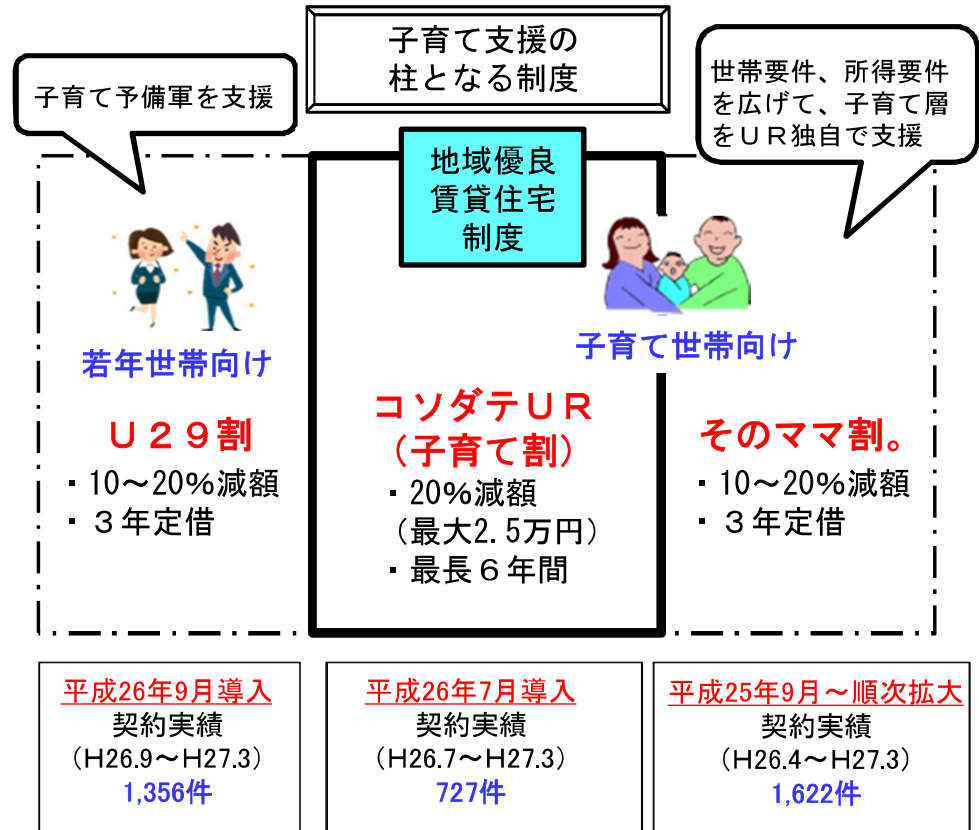 子育て支援の
柱となる制度
子育て予備軍を支援
世帯要件、所得要件
を広げて、子育て層
をＵＲ独自で支援
地域優良
賃貸住宅
制度
若年世帯向け
子育て世帯向け
Ｕ２９割
・10～20%減額
・３年定借
コソダテＵＲ
（子育て割）
・20%減額
（最大2.5万円）
・最長６年間
そのママ割。
・10～20%減額
・３年定借
平成26年9月導入
契約実績
（H26.9～H27.3）
1,356件
平成26年7月導入
契約実績
（H26.7～H27.3）
727件
平成25年9月～順次拡大
契約実績
（H26.4～H27.3）
1,622件